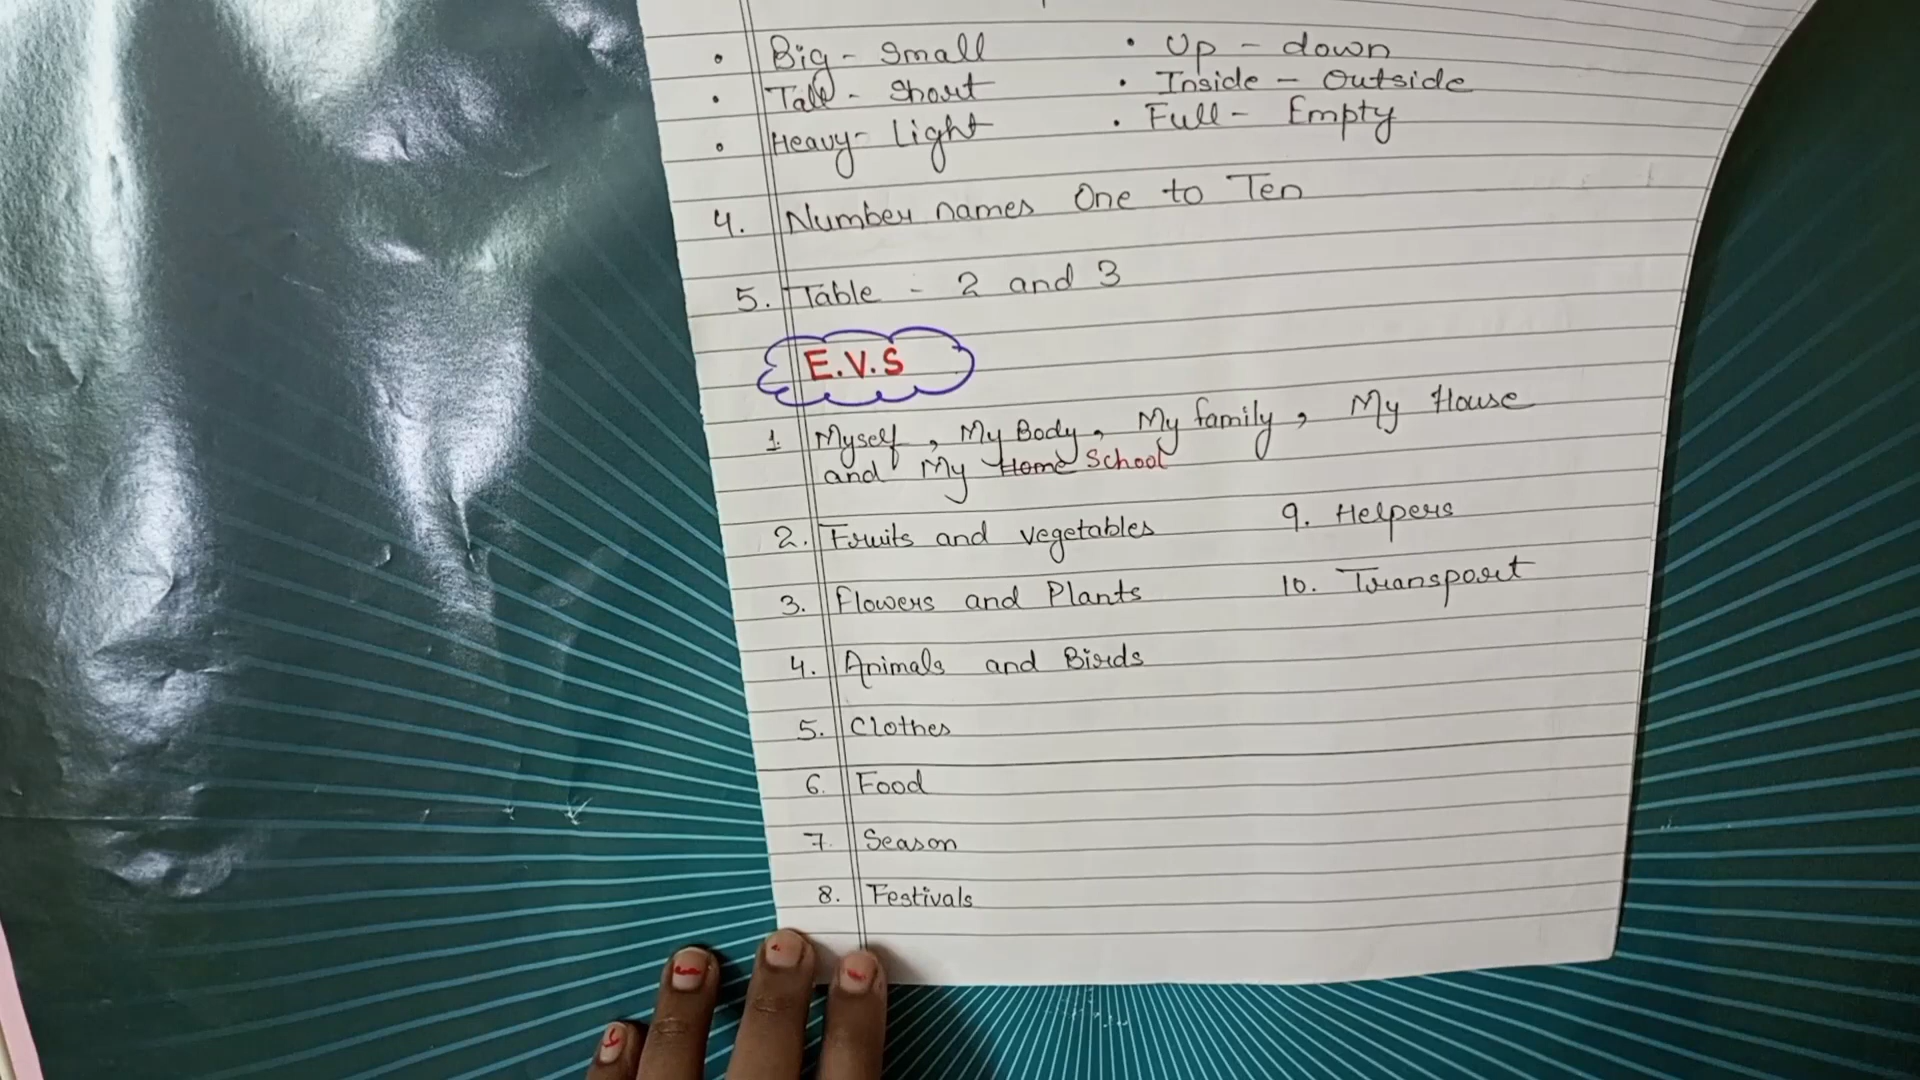 • Big - Small • Up - down
• Tall - Short • Inside - Outside
• Heavy - Light • Full - Empty
4. Number names One to Ten
5. Table - 2 and 3
E.V.S
1. Myself, My Body, My family, My House
and My Home School
2. Fruits and vegetables 9. Helpers
3. Flowers and Plants 10. Transport
4. Animals and Birds
5. Clothes
6. Food
7. Season
8. Festivals